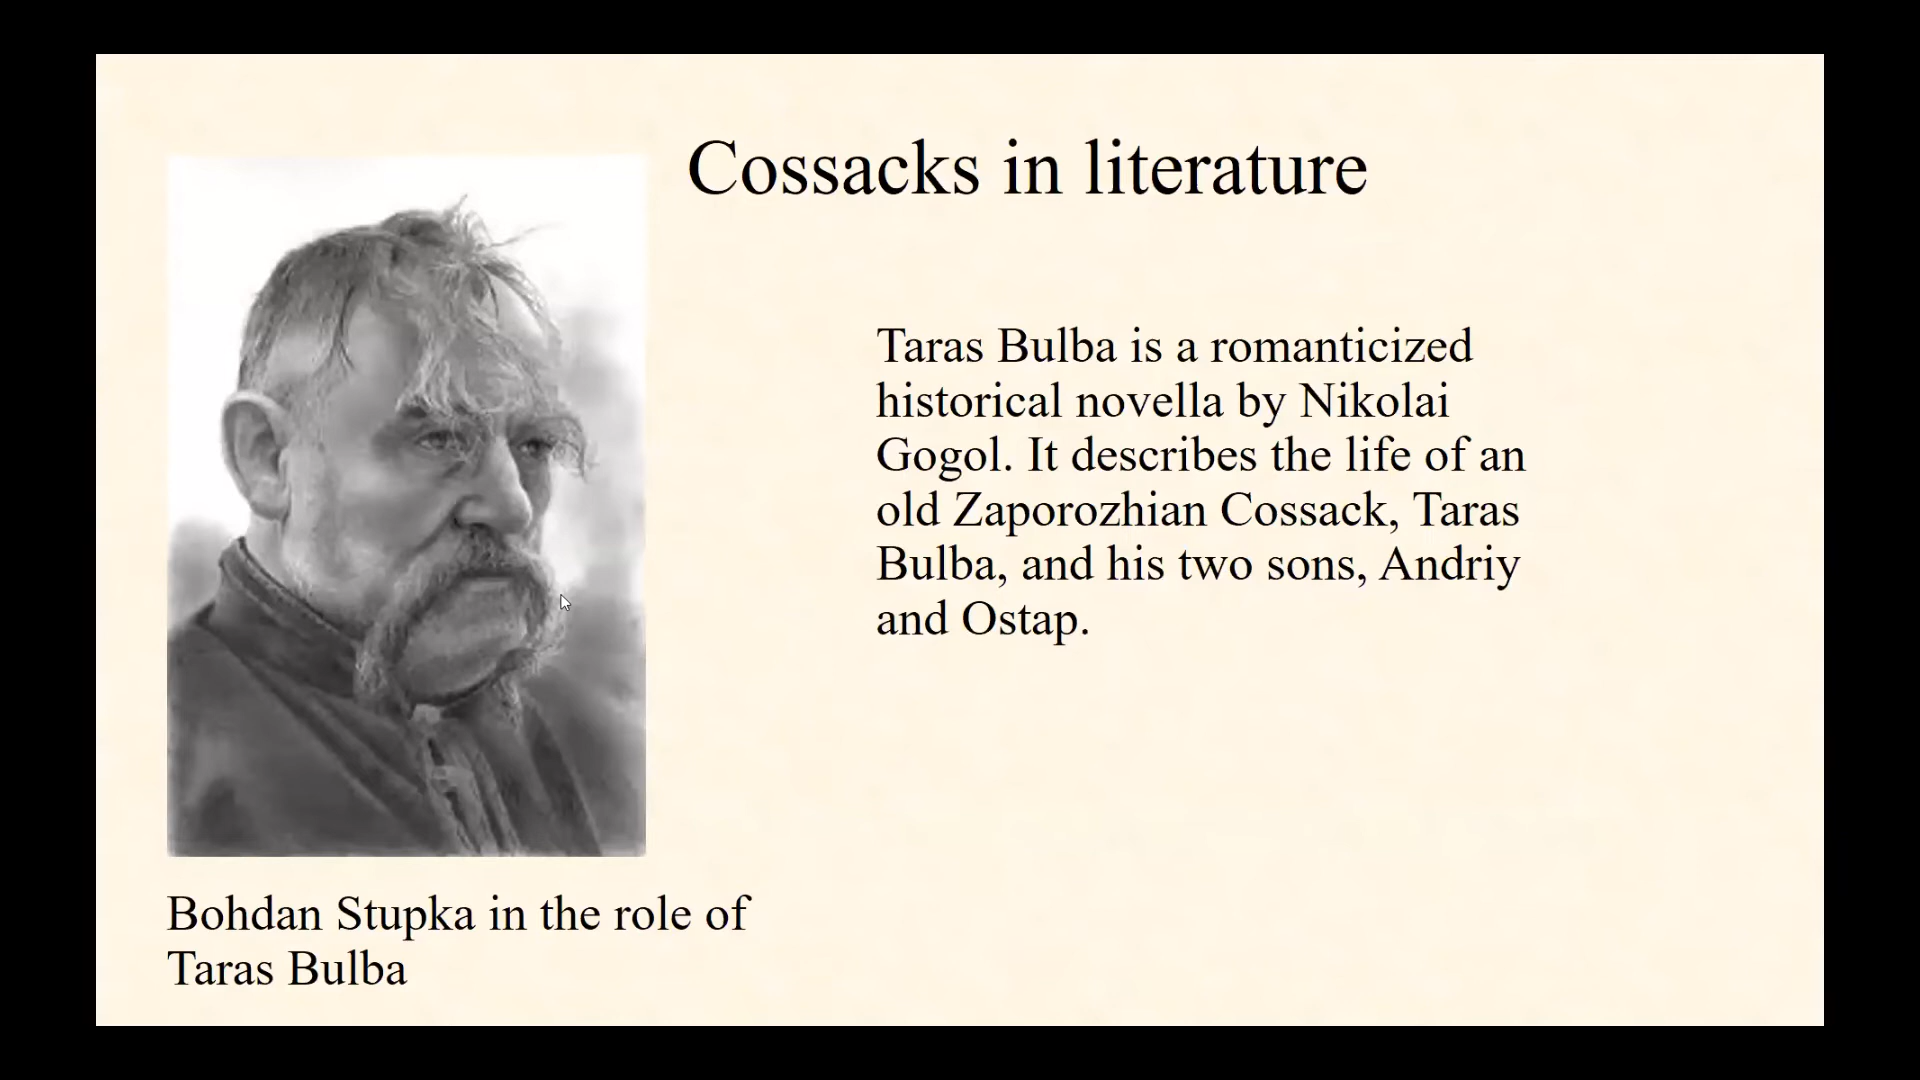 Cossacks in literature
Taras Bulba is a romanticized
historical novella by Nikolai
Gogol. It describes the life of an
old Zaporozhian Cossack, Taras
Bulba, and his two sons, Andriy
and Ostap.
Bohdan Stupka in the role of
Taras Bulba